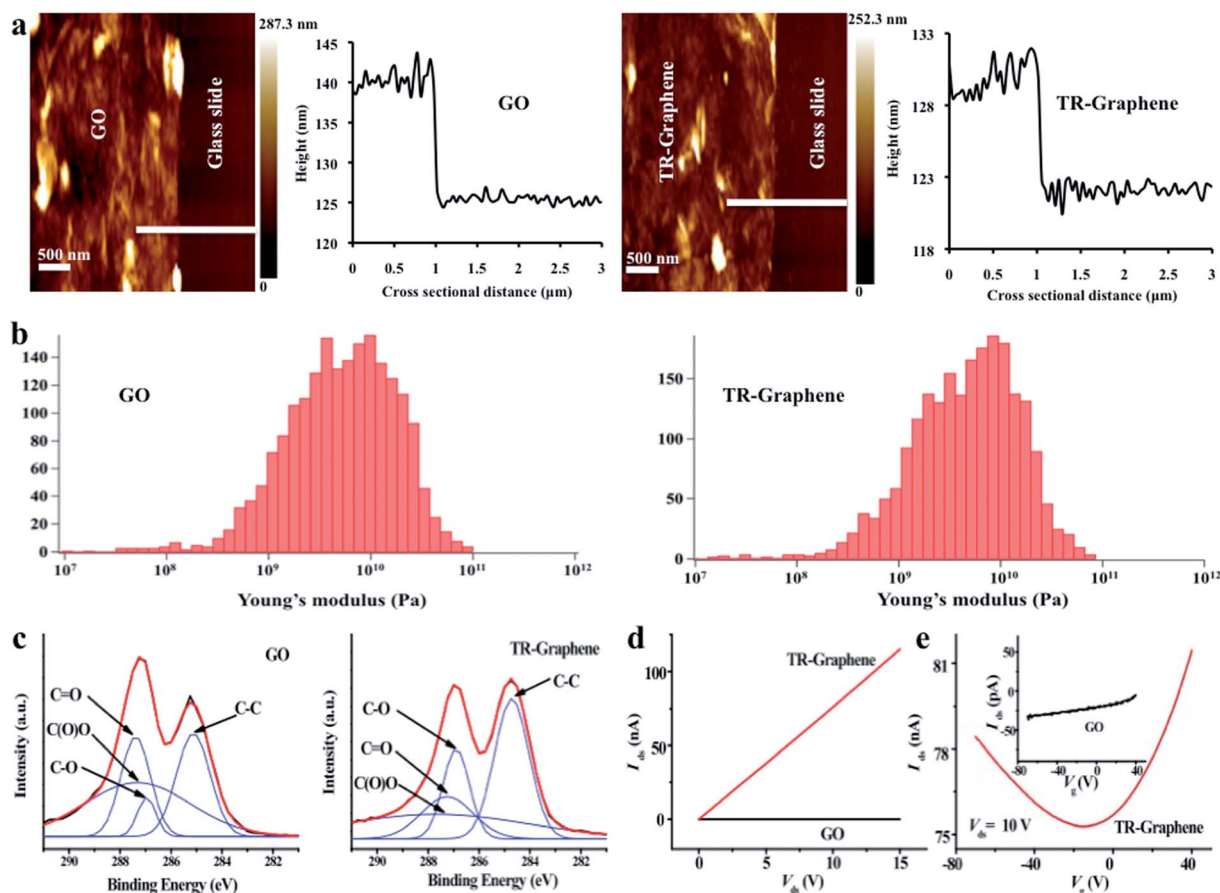 a
GO
Glass slide
500 nm
287.3 nm
0
Height (nm)
145
140
135
130
125
120
GO
0 0.5 1 1.5 2 2.5 3
Cross sectional distance (µm)
TR-Graphene
Glass slide
500 nm
252.3 nm
0
Height (nm)
133
128
123
118
TR-Graphene
0 0.5 1 1.5 2 2.5 3
Cross sectional distance (µm)
b
140
120
100
80
60
40
20
0
GO
10⁷ 10⁸ 10⁹ 10¹⁰ 10¹¹ 10¹²
Young's modulus (Pa)
150
100
50
0
TR-Graphene
10⁷ 10⁸ 10⁹ 10¹⁰ 10¹¹ 10¹²
Young's modulus (Pa)
c
Intensity (a.u.)
GO
C=O
C(O)O
C-O
C-C
290 288 286 284 282
Binding Energy (eV)
Intensity (a.u.)
TR-Graphene
C-C
C-O
C=O
C(O)O
290 288 286 284 282
Binding Energy (eV)
d
I ds (nA)
100
50
0
TR-Graphene
GO
0 5 10 15
V ds (V)
e
I ds (nA)
81
78
75
I ds (pA)
50
0
-50
GO
-80 -40 0 40
V g (V)
V ds = 10 V
TR-Graphene
-80 -40 0 40
V g (V)